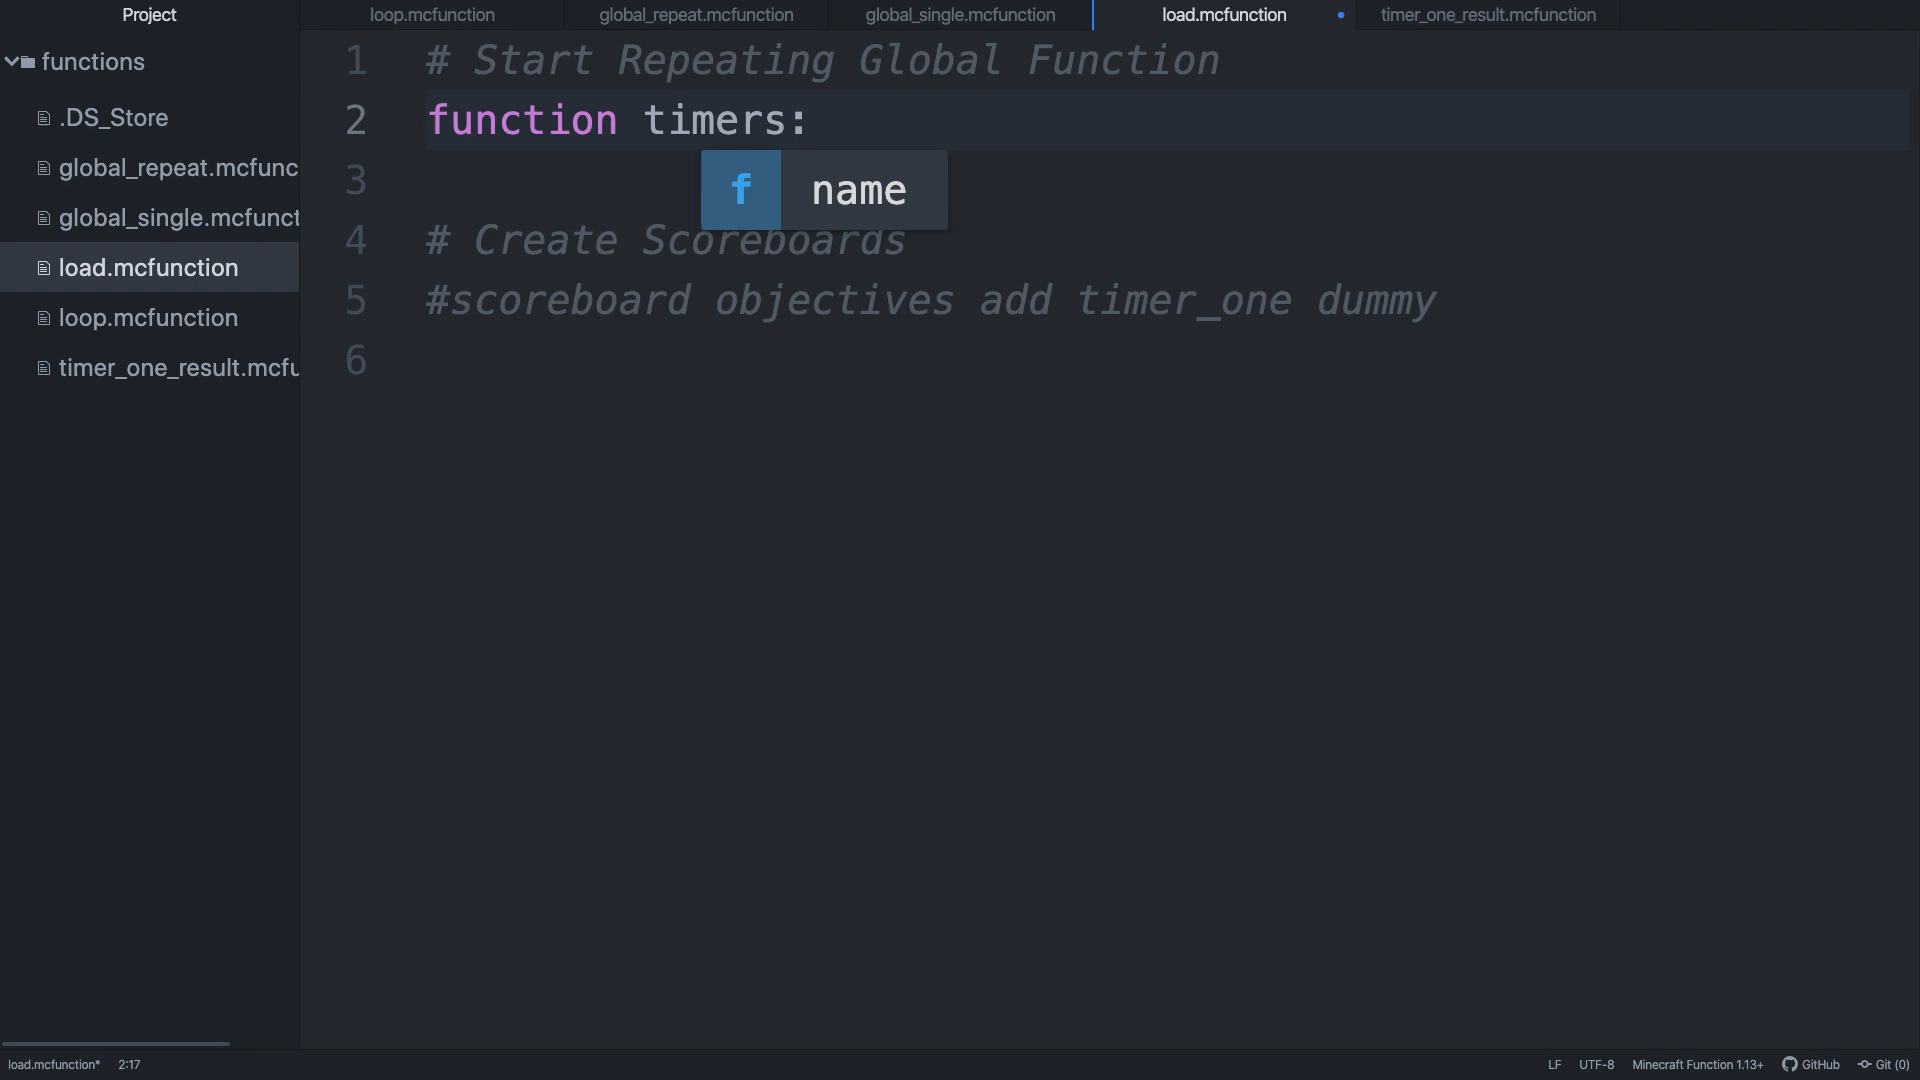 Project
loop.mcfunction
global_repeat.mcfunction
global_single.mcfunction
load.mcfunction
timer_one_result.mcfunction
functions
.DS_Store
global_repeat.mcfunc
global_single.mcfunct
load.mcfunction
loop.mcfunction
timer_one_result.mcfu
1 # Start Repeating Global Function
2 function timers:
3
f name
4 # Create Scoreboards
5 #scoreboard objectives add timer_one dummy
6
load.mcfunction* 2:17
LF UTF-8 Minecraft Function 1.13+ GitHub Git (0)